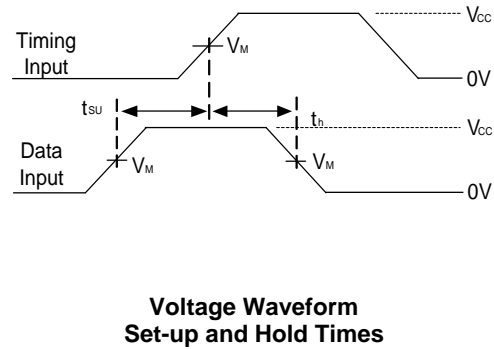 Timing
Input
VM
VCC
0V
tSU
th
VCC
Data
Input
VM
VM
0V
Voltage Waveform
Set-up and Hold Times